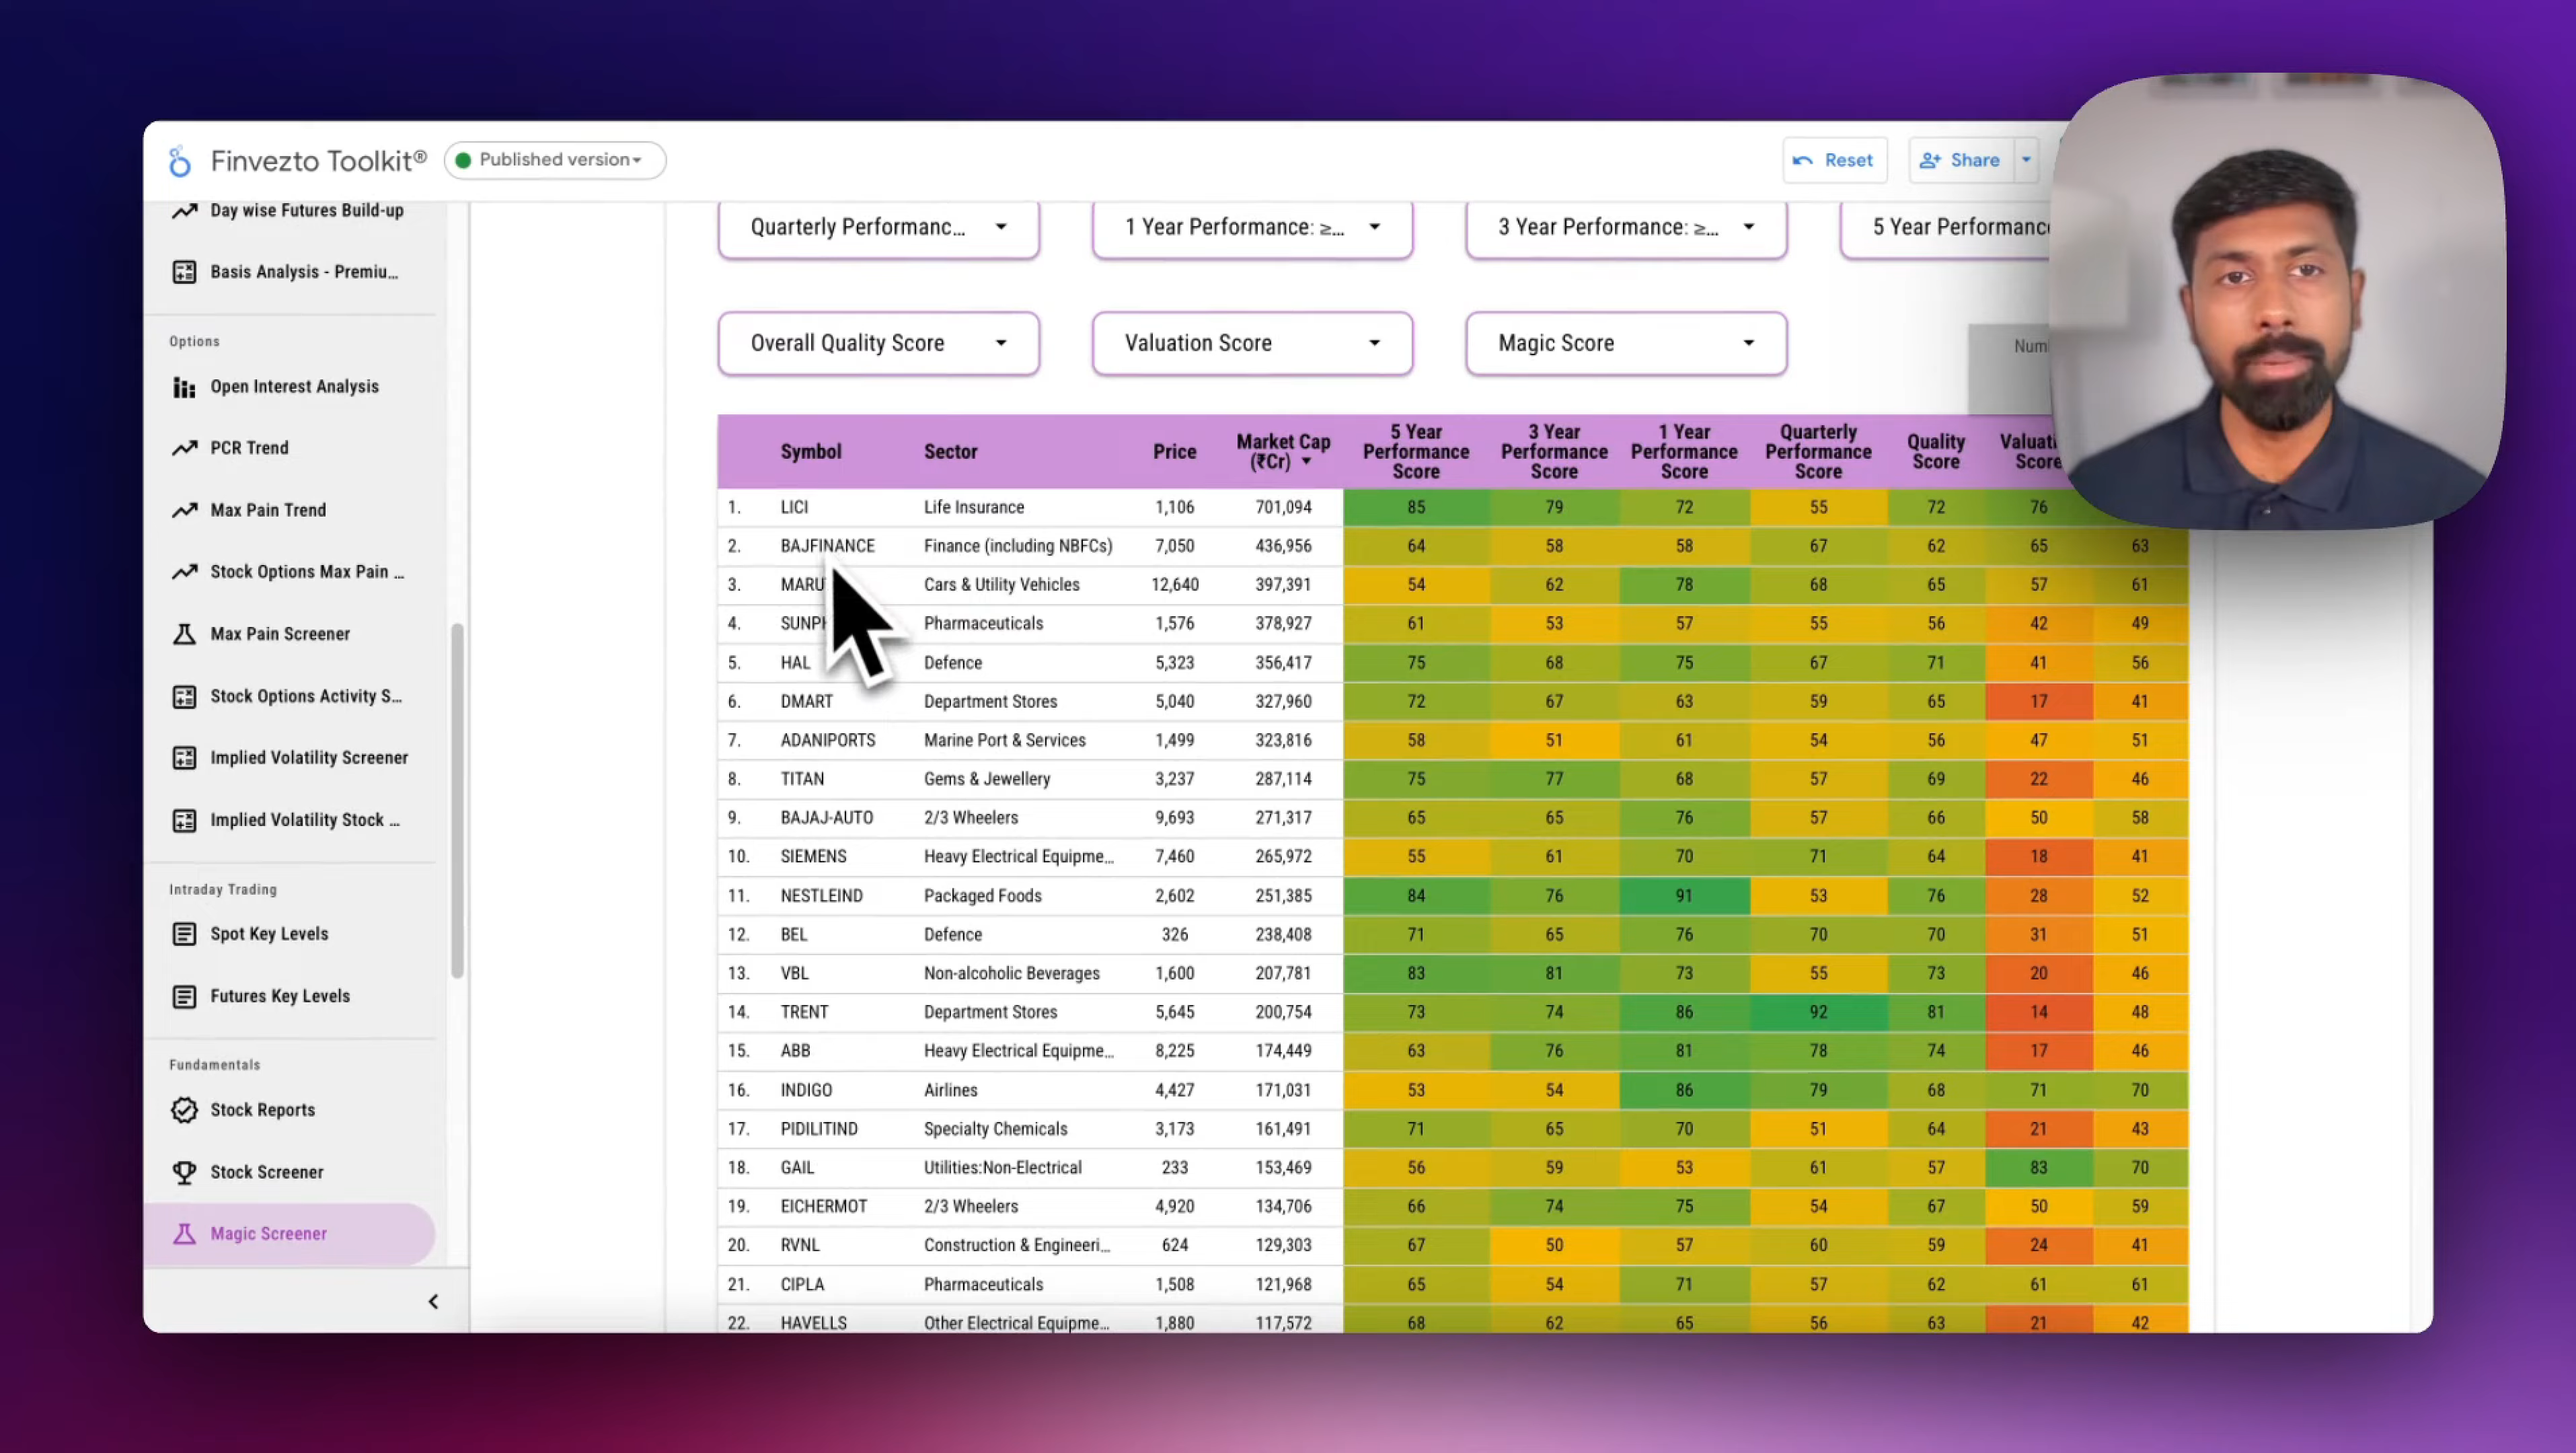 Finvezto Toolkit®
Published version
Reset
Share
Day wise Futures Build-up
Basis Analysis - Premiu...
Options
Open Interest Analysis
PCR Trend
Max Pain Trend
Stock Options Max Pain ...
Max Pain Screener
Stock Options Activity S...
Implied Volatility Screener
Implied Volatility Stock ...
Intraday Trading
Spot Key Levels
Futures Key Levels
Fundamentals
Stock Reports
Stock Screener
Magic Screener
Quarterly Performanc...
1 Year Performance: ≥...
3 Year Performance: ≥...
5 Year Performance
Overall Quality Score
Valuation Score
Magic Score
Symbol Sector Price Market Cap (₹Cr) 5 Year Performance Score 3 Year Performance Score 1 Year Performance Score Quarterly Performance Score Quality Score Score
1. LICI Life Insurance 1,106 701,094 85 79 72 55 72 76
2. BAJFINANCE Finance (including NBFCs) 7,050 436,956 64 58 58 67 62 65 63
3. Cars & Utility Vehicles 12,640 397,391 54 62 78 68 65 57 61
4. Pharmaceuticals 1,576 378,927 61 53 57 55 56 42 49
5. HAL Defence 5,323 356,417 75 68 75 67 71 41 56
6. DMART Department Stores 5,040 327,960 72 67 63 59 65 17 41
7. ADANIPORTS Marine Port & Services 1,499 323,816 58 51 61 54 56 47 51
8. TITAN Gems & Jewellery 3,237 287,114 75 77 68 57 69 22 46
9. BAJAJ-AUTO 2/3 Wheelers 9,693 271,317 65 65 76 57 66 50 58
10. SIEMENS Heavy Electrical Equipme... 7,460 265,972 55 61 70 71 64 18 41
11. NESTLEIND Packaged Foods 2,602 251,385 84 76 91 53 76 28 52
12. BEL Defence 326 238,408 71 65 76 70 70 31 51
13. VBL Non-alcoholic Beverages 1,600 207,781 83 81 73 55 73 20 46
14. TRENT Department Stores 5,645 200,754 73 74 86 92 81 14 48
15. ABB Heavy Electrical Equipme... 8,225 174,449 63 76 81 78 74 17 46
16. INDIGO Airlines 4,427 171,031 53 54 86 79 68 71 70
17. PIDILITIND Specialty Chemicals 3,173 161,491 71 65 70 51 64 21 43
18. GAIL Utilities:Non-Electrical 233 153,469 56 59 53 61 57 83 70
19. EICHERMOT 2/3 Wheelers 4,920 134,706 66 74 75 54 67 50 59
20. RVNL Construction & Engineeri... 624 129,303 67 50 57 60 59 24 41
21. CIPLA Pharmaceuticals 1,508 121,968 65 54 71 57 62 61 61
22. HAVELLS Other Electrical Equipme... 1,880 117,572 68 62 65 56 63 21 42